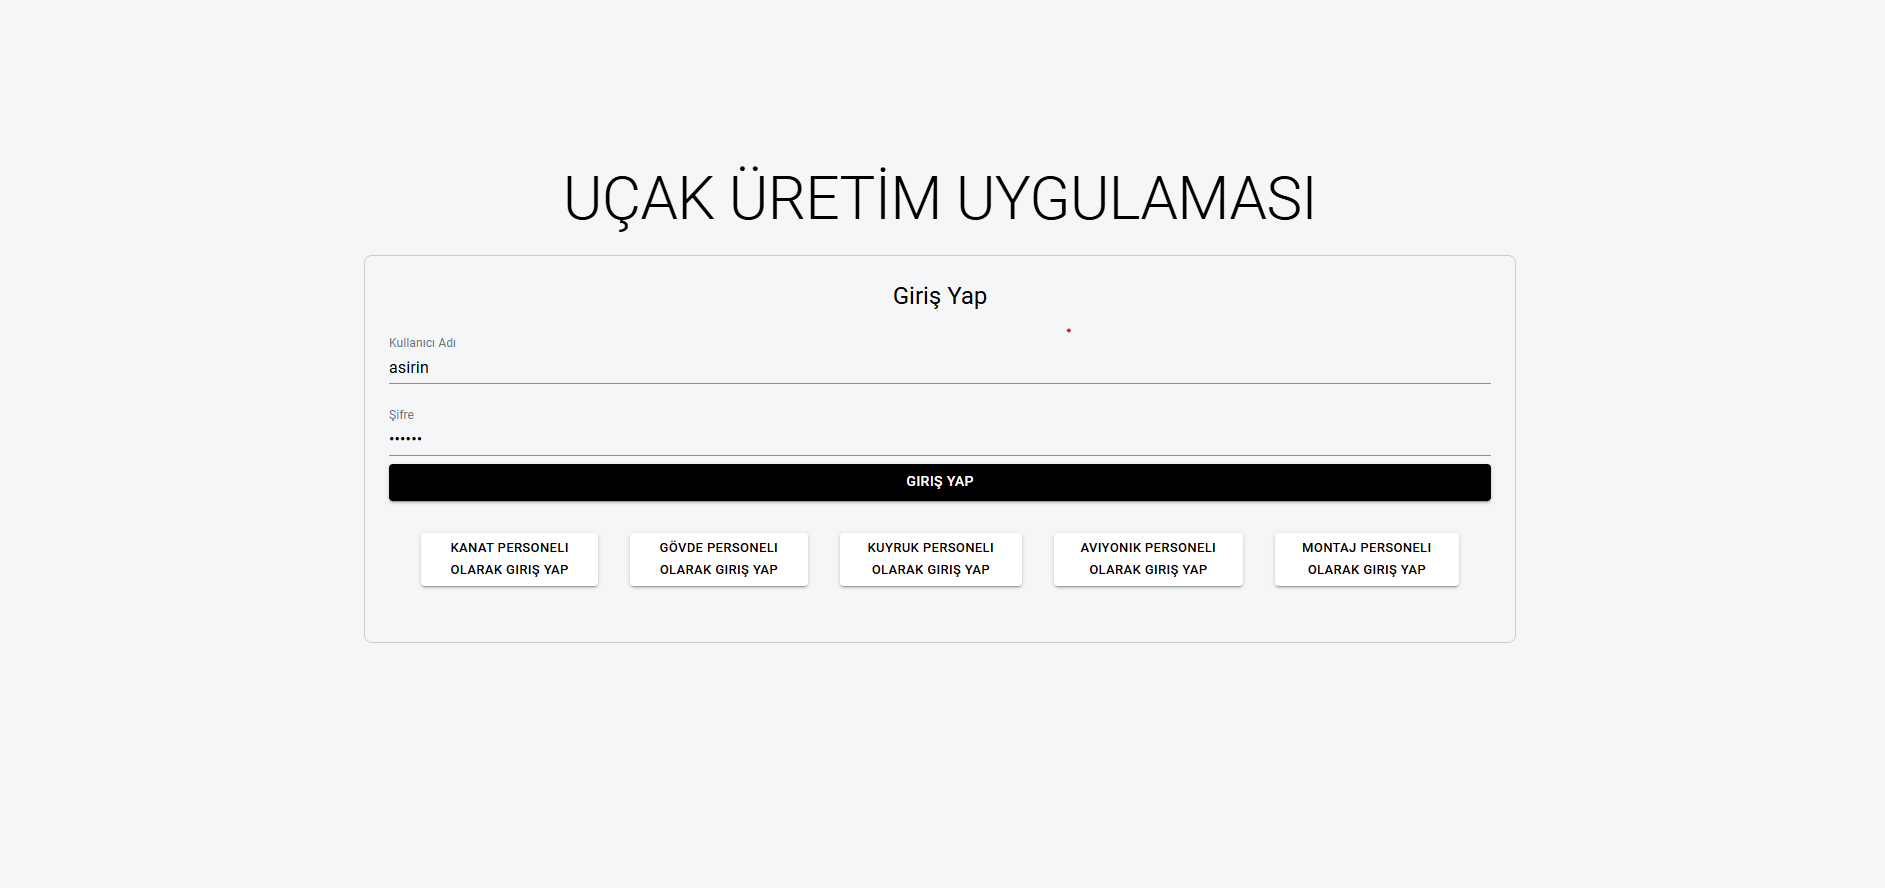 UÇAK ÜRETİM UYGULAMASI
Giriş Yap
Kullanıcı Adı
asirin
Şifre
••••••
GIRIŞ YAP
KANAT PERSONELI
OLARAK GIRIŞ YAP
GÖVDE PERSONELI
OLARAK GIRIŞ YAP
KUYRUK PERSONELI
OLARAK GIRIŞ YAP
AVIYONIK PERSONELI
OLARAK GIRIŞ YAP
MONTAJ PERSONELI
OLARAK GIRIŞ YAP